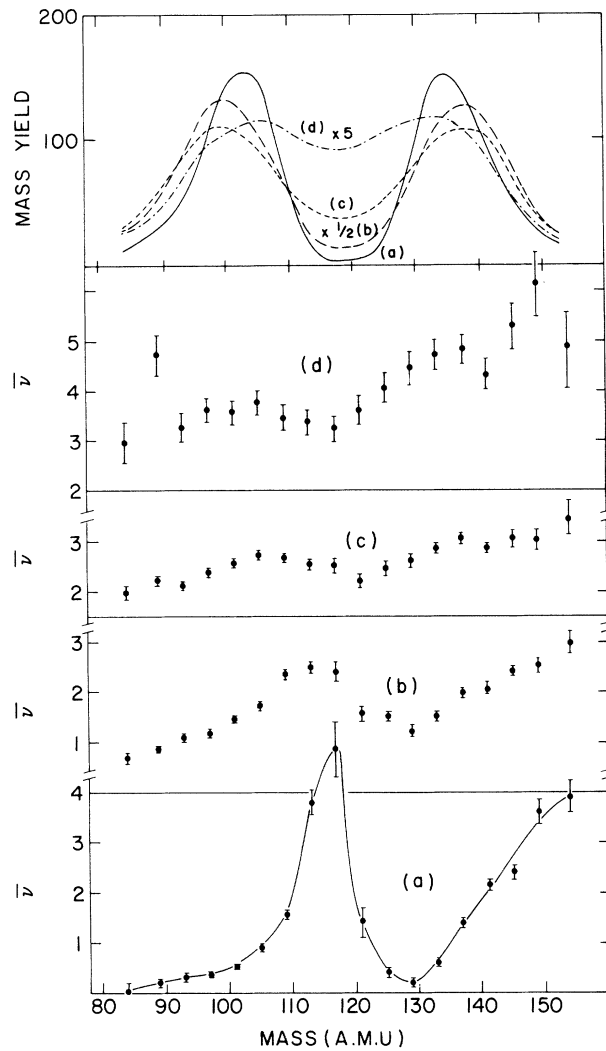 200
MASS YIELD
100
(d) x 5
(c)
x 1/2 (b)
(a)
ν̅
5
4
3
2
(d)
ν̅
3
2
(c)
ν̅
3
2
1
(b)
ν̅
4
3
2
1
(a)
80 90 100 110 120 130 140 150
MASS (A.M.U)